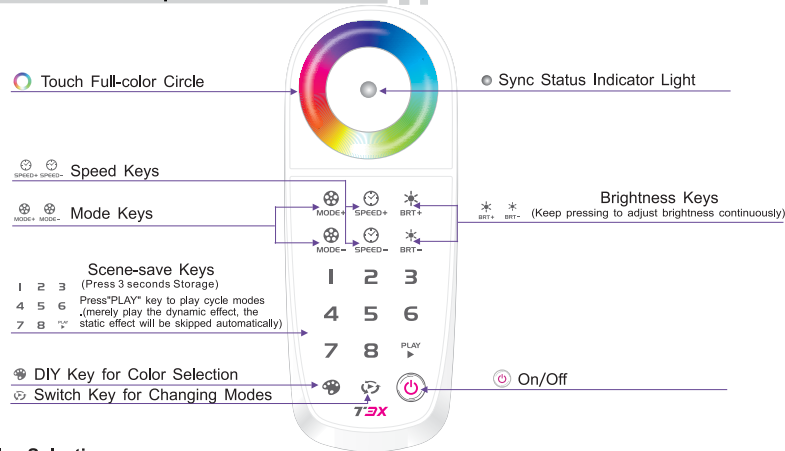 Touch Full-color Circle
Sync Status Indicator Light
SPEED+ SPEED- Speed Keys
MODE+ MODE- Mode Keys
MODE+ SPEED+ BRT+
MODE- SPEED- BRT-
Brightness Keys
BRT+ BRT- (Keep pressing to adjust brightness continuously)
Scene-save Keys
(Press 3 seconds Storage)
1 2 3
4 5 6
7 8 PLAY
Press"PLAY" key to play cycle modes
.(merely play the dynamic effect, the
static effect will be skipped automatically)
1 2 3
4 5 6
7 8 PLAY
DIY Key for Color Selection
Switch Key for Changing Modes
On/Off
T3X